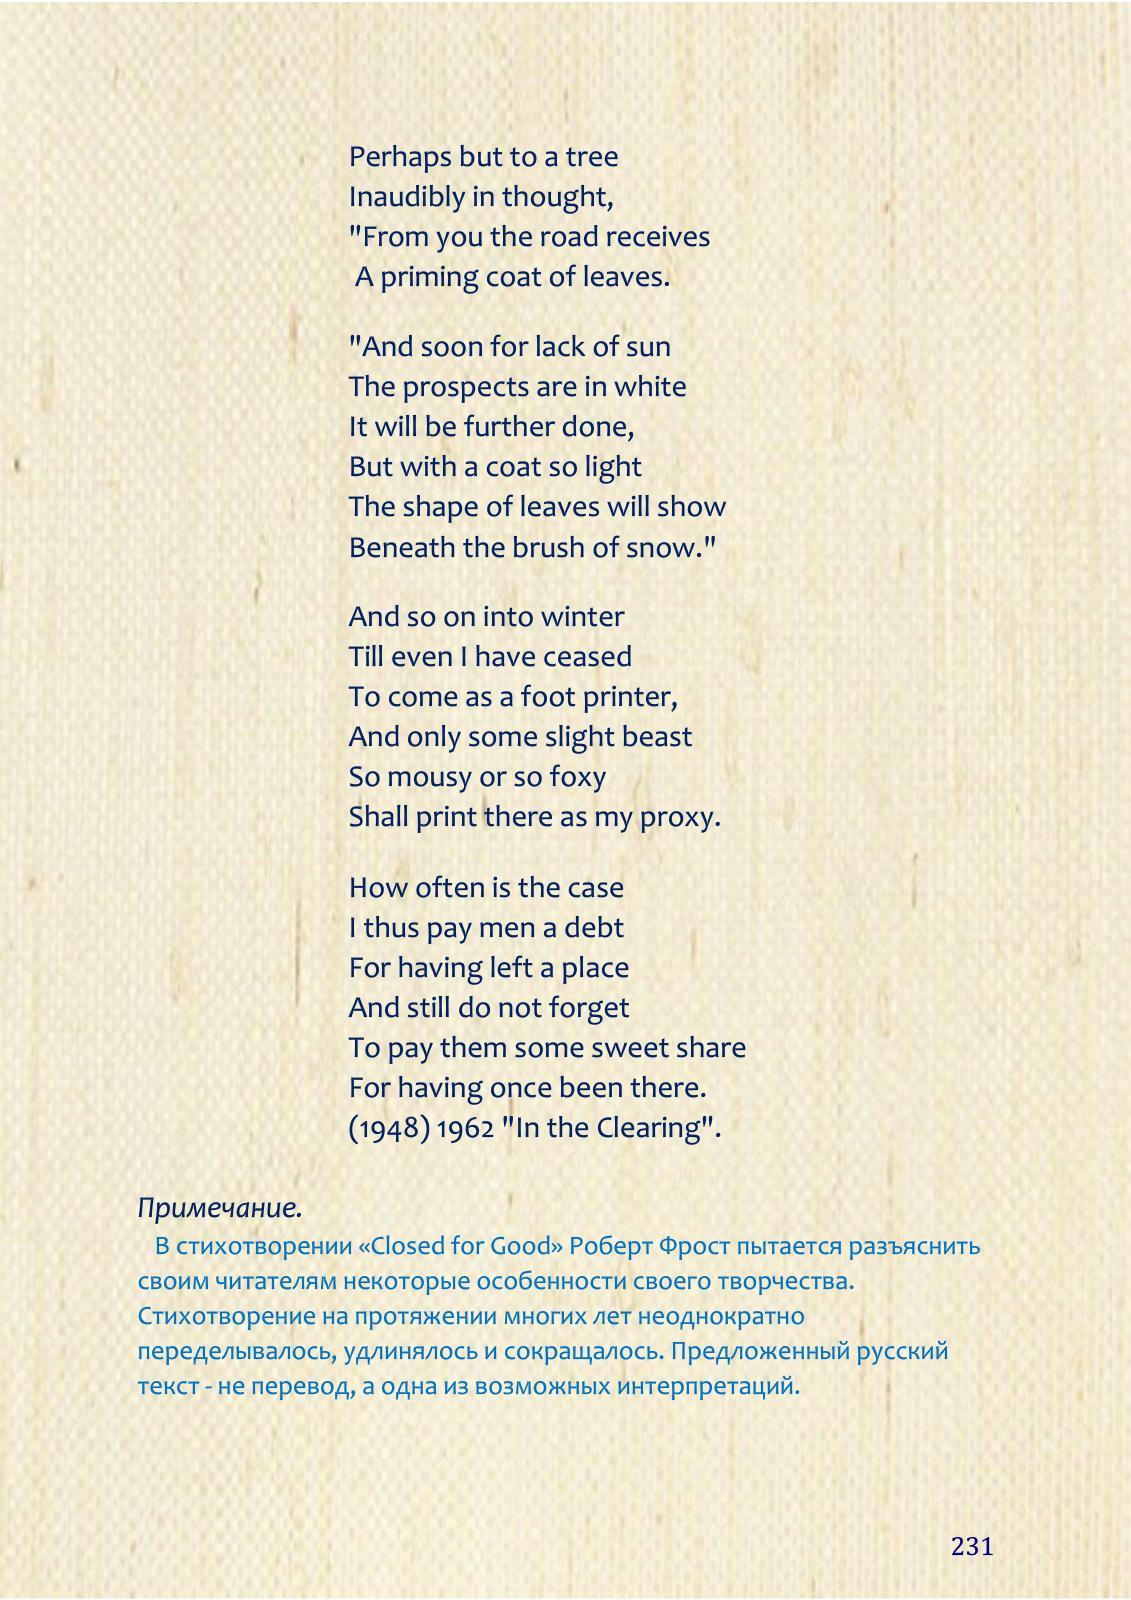 Perhaps but to a tree
Inaudibly in thought,
"From you the road receives
A priming coat of leaves.
"And soon for lack of sun
The prospects are in white
It will be further done,
But with a coat so light
The shape of leaves will show
Beneath the brush of snow."
And so on into winter
Till even I have ceased
To come as a foot printer,
And only some slight beast
So mousy or so foxy
Shall print there as my proxy.
How often is the case
I thus pay men a debt
For having left a place
And still do not forget
To pay them some sweet share
For having once been there.
(1948) 1962 "In the Clearing".
Примечание.
В стихотворении «Closed for Good» Роберт Фрост пытается разъяснить
своим читателям некоторые особенности своего творчества.
Стихотворение на протяжении многих лет неоднократно
переделывалось, удлинялось и сокращалось. Предложенный русский
текст - не перевод, а одна из возможных интерпретаций.
231